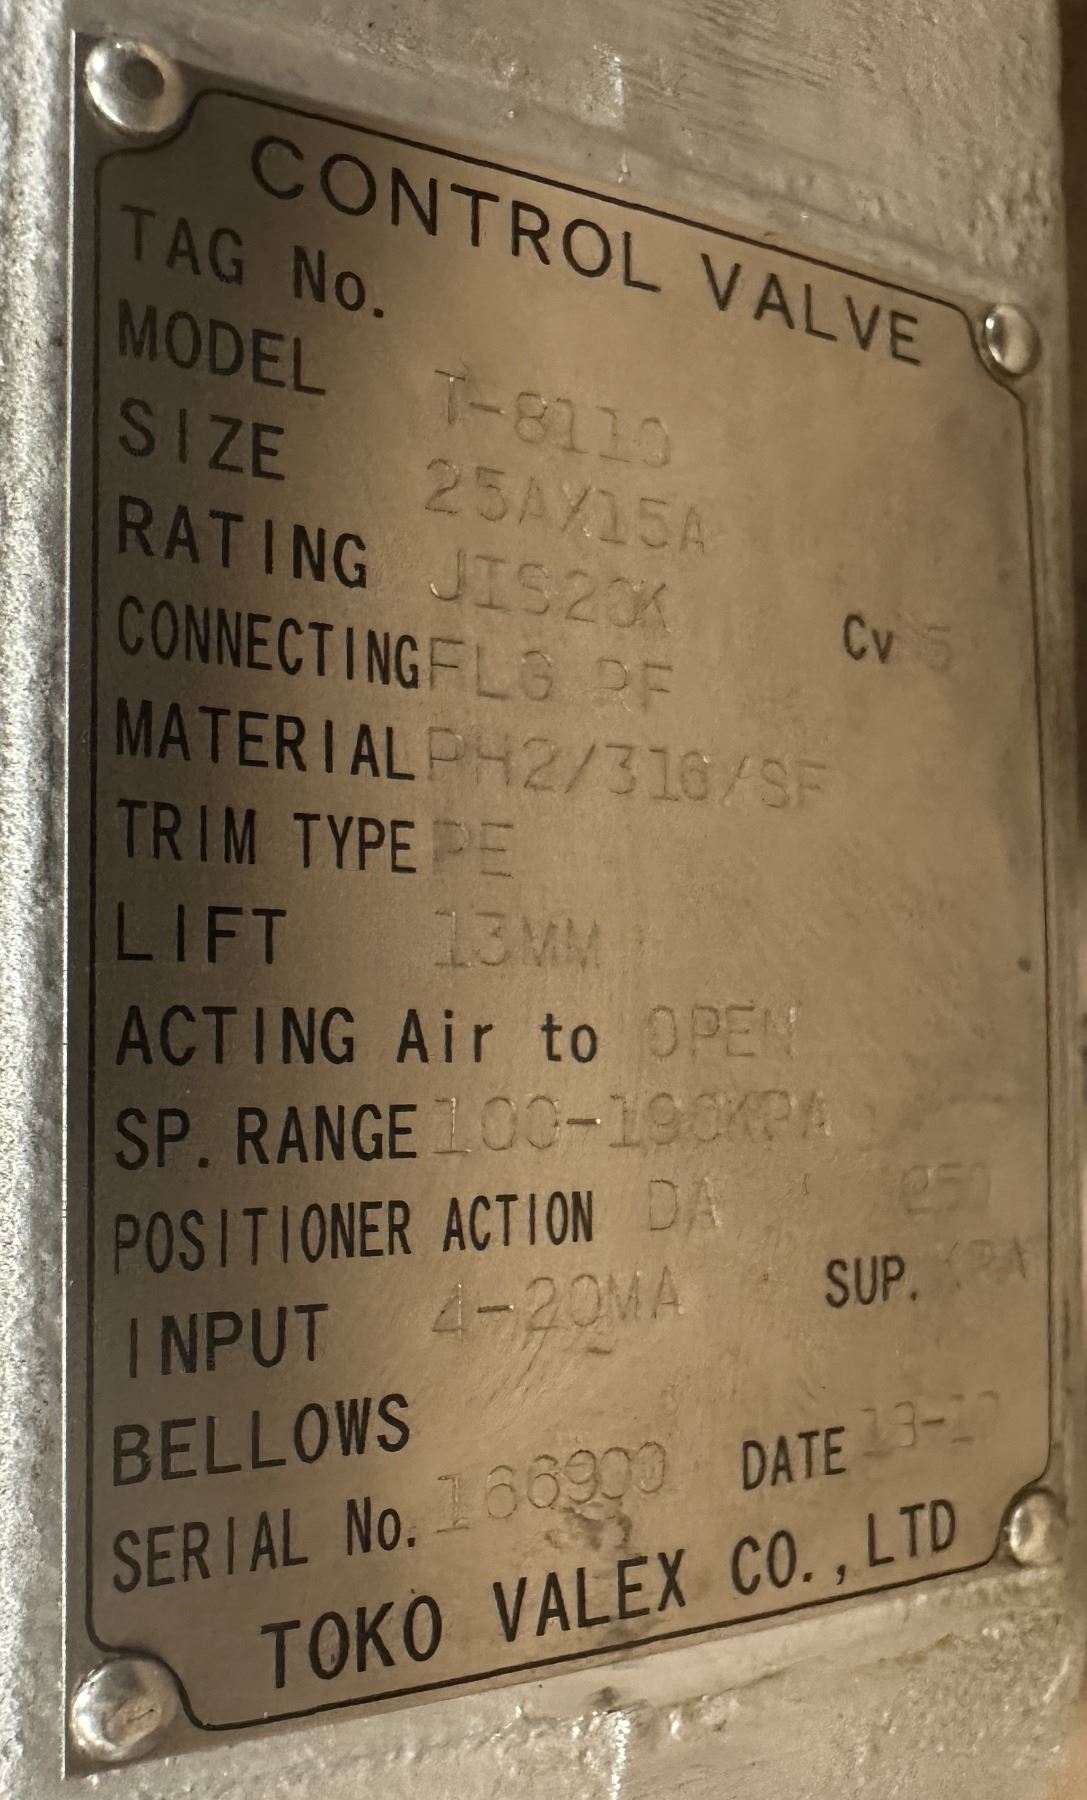 CONTROL VALVE
TAG No.
MODEL T-8110
SIZE 25AX15A
RATING JIS20K
CONNECTING FLG RF Cv 5
MATERIAL PH2/316/SF
TRIM TYPE PE
LIFT 13MM
ACTING Air to OPEN
SP. RANGE 100-190KPA
POSITIONER ACTION DA
INPUT 4-20MA SUP. 250 KPA
BELLOWS
SERIAL No. 166900 DATE
TOKO VALEX CO., LTD